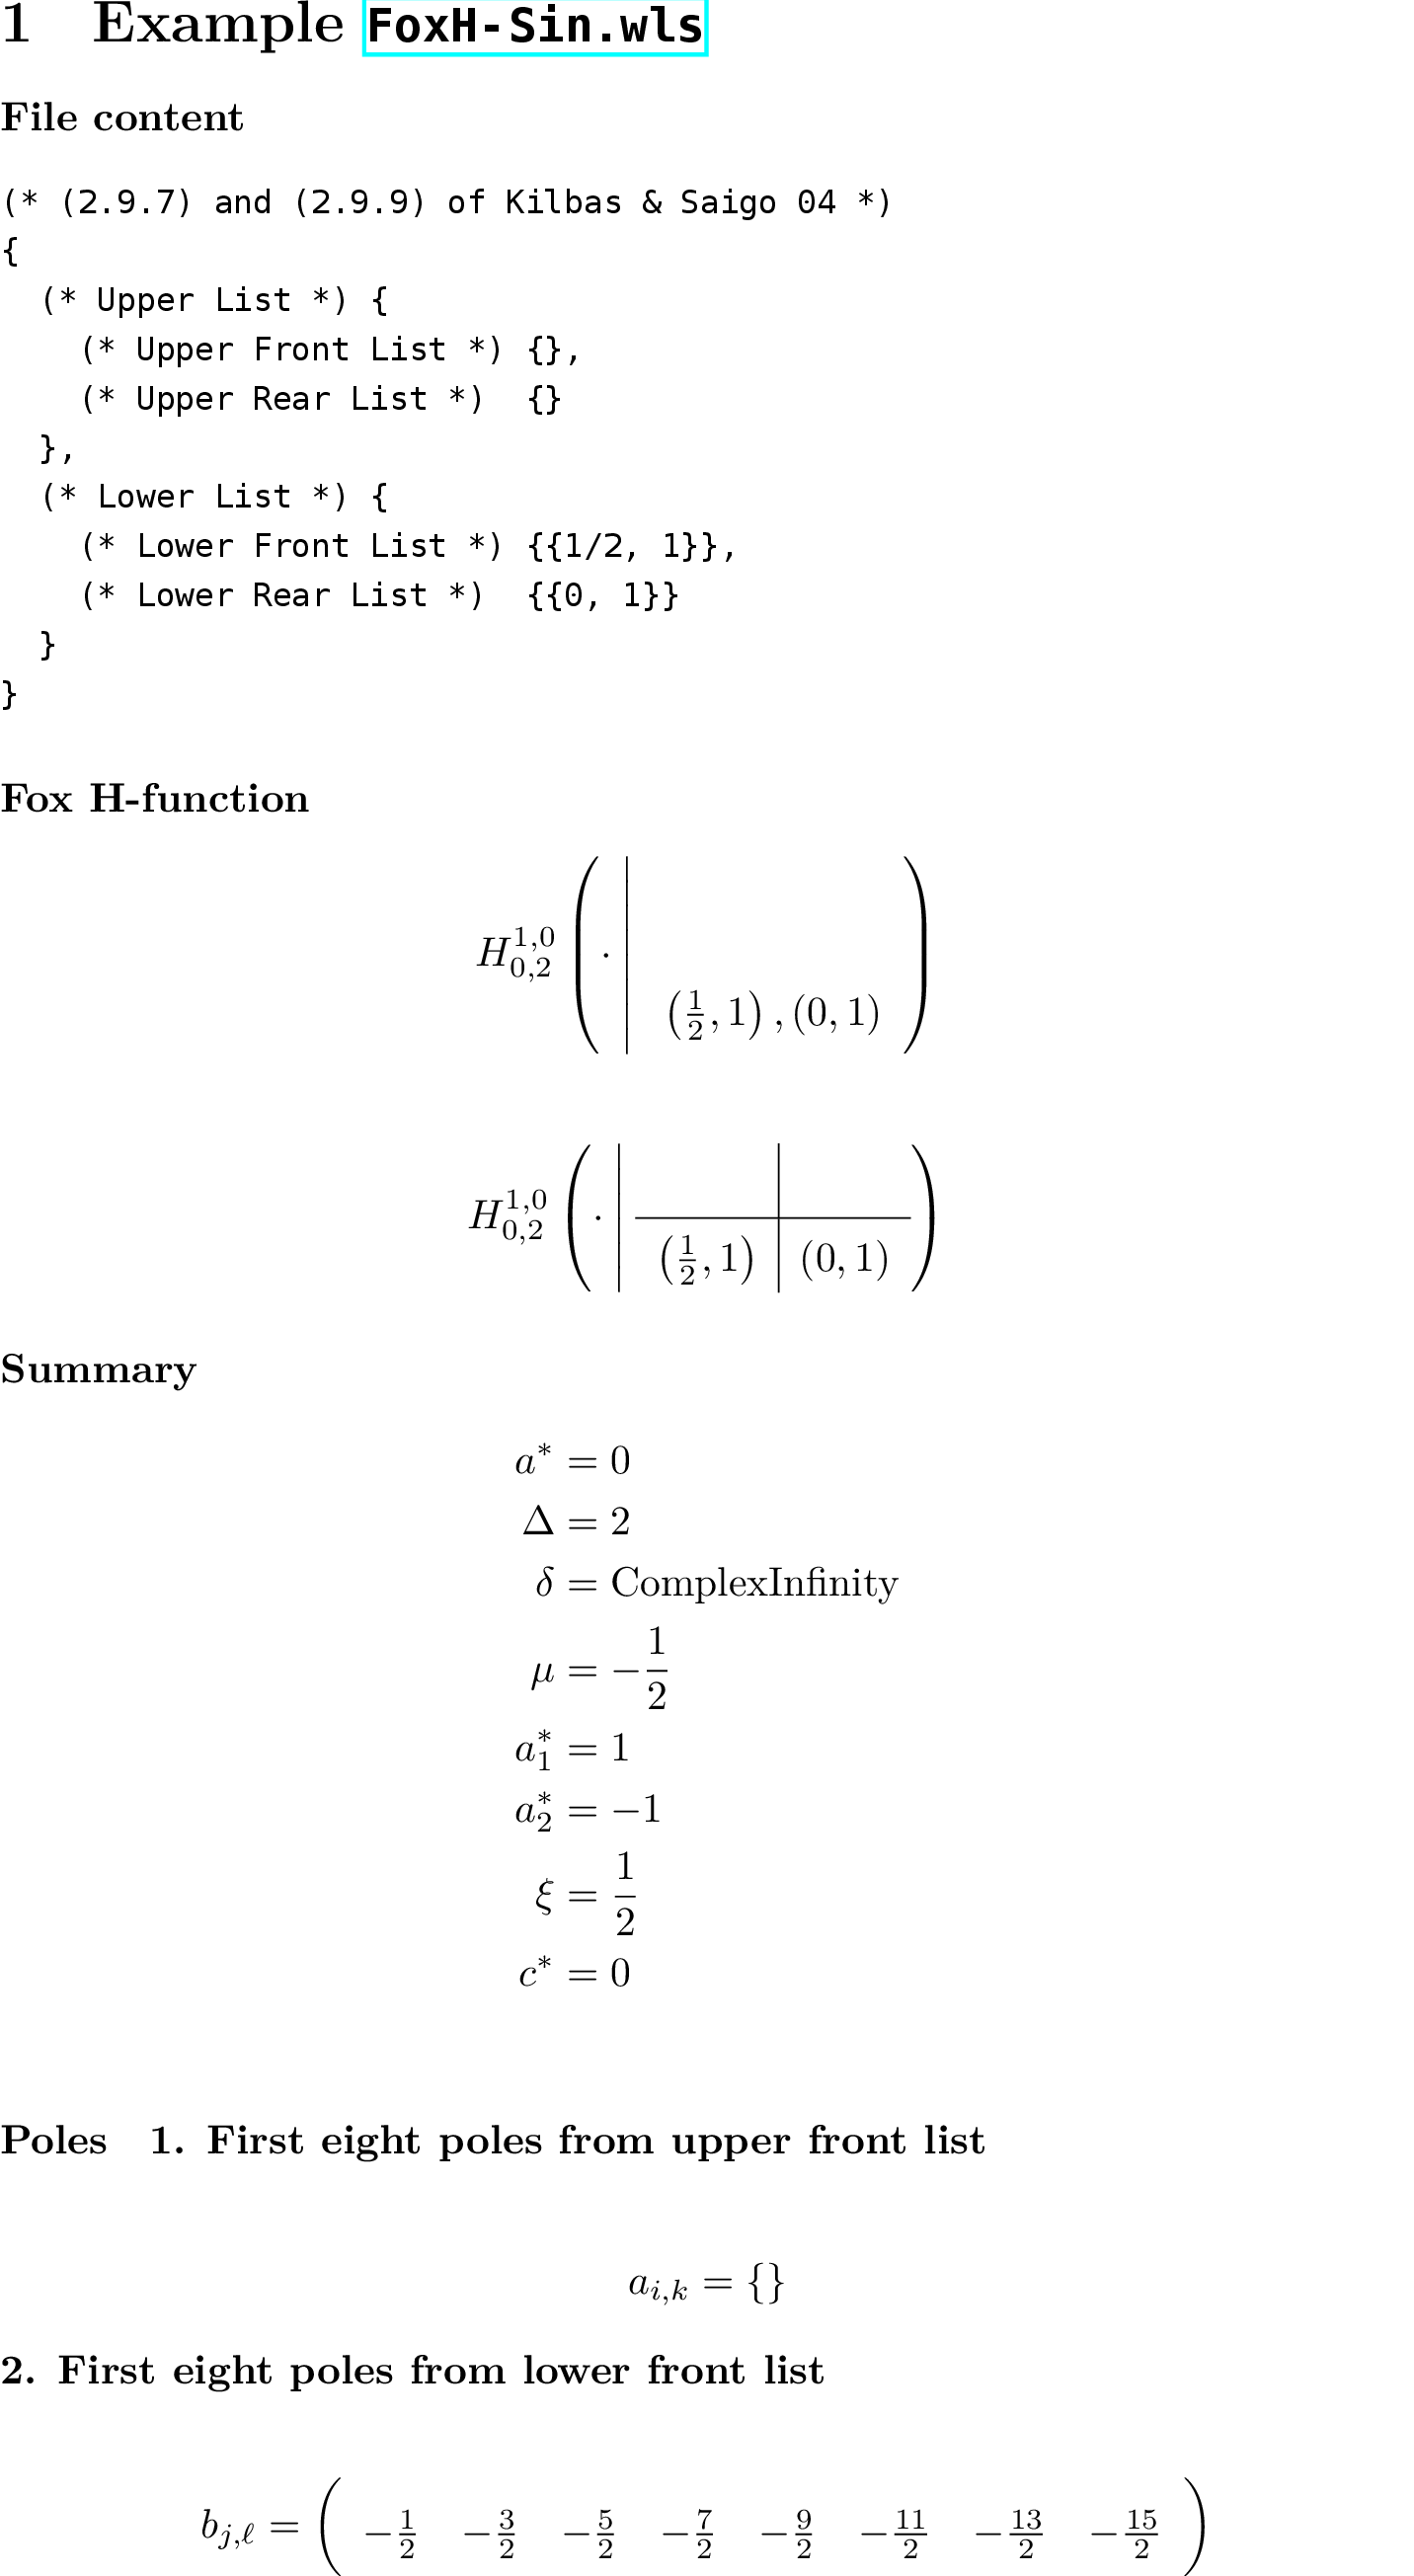 1 Example FoxH-Sin.wls
File content
(* (2.9.7) and (2.9.9) of Kilbas & Saigo 04 *)
{
  (* Upper List *) {
    (* Upper Front List *) {},
    (* Upper Rear List *)  {}
  },
  (* Lower List *) {
    (* Lower Front List *) {{1/2, 1}},
    (* Lower Rear List *)  {{0, 1}}
  }
}
Fox H-function
$H_{0,2}^{1,0}\left(\cdot\,\middle|\,\left(\frac{1}{2},1\right),(0,1)\right)$
$H_{0,2}^{1,0}\left(\cdot\,\middle|\,\begin{array}{c|c} & \\ \hline \left(\frac{1}{2},1\right) & (0,1)\end{array}\right)$
Summary
$a^* = 0$
$\Delta = 2$
$\delta = \text{ComplexInfinity}$
$\mu = -\frac{1}{2}$
$a_1^* = 1$
$a_2^* = -1$
$\xi = \frac{1}{2}$
$c^* = 0$
Poles 1. First eight poles from upper front list
$a_{i,k} = \{\}$
2. First eight poles from lower front list
$b_{j,\ell} = \left(-\frac{1}{2} \quad -\frac{3}{2} \quad -\frac{5}{2} \quad -\frac{7}{2} \quad -\frac{9}{2} \quad -\frac{11}{2} \quad -\frac{13}{2} \quad -\frac{15}{2}\right)$